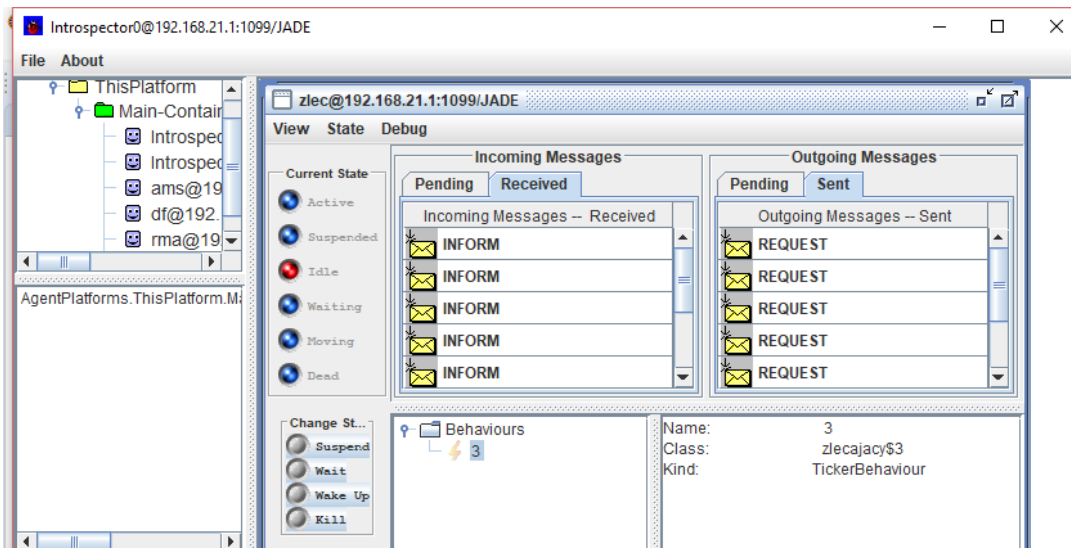 Introspector0@192.168.21.1:1099/JADE
File About
ThisPlatform
Main-Contain
Introspec
Introspec
ams@19
df@192.
rma@19
AgentPlatforms.ThisPlatform.Ma
zlec@192.168.21.1:1099/JADE
View State Debug
Current State
Active
Suspended
Idle
Waiting
Moving
Dead
Change St...
Suspend
Wait
Wake Up
Kill
Incoming Messages
Pending Received
Incoming Messages -- Received
INFORM
INFORM
INFORM
INFORM
INFORM
Outgoing Messages
Pending Sent
Outgoing Messages -- Sent
REQUEST
REQUEST
REQUEST
REQUEST
REQUEST
Behaviours
3
Name: 3
Class: zlecajacy$3
Kind: TickerBehaviour